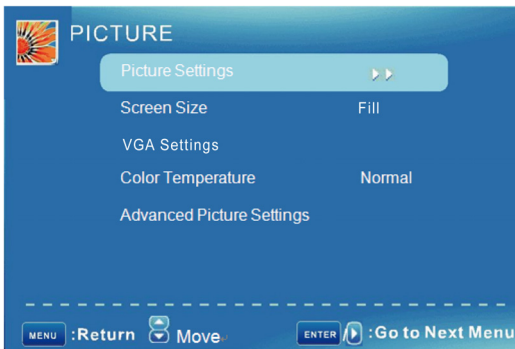 PICTURE
Picture Settings
Screen Size Fill
VGA Settings
Color Temperature Normal
Advanced Picture Settings
MENU :Return Move ENTER / :Go to Next Menu